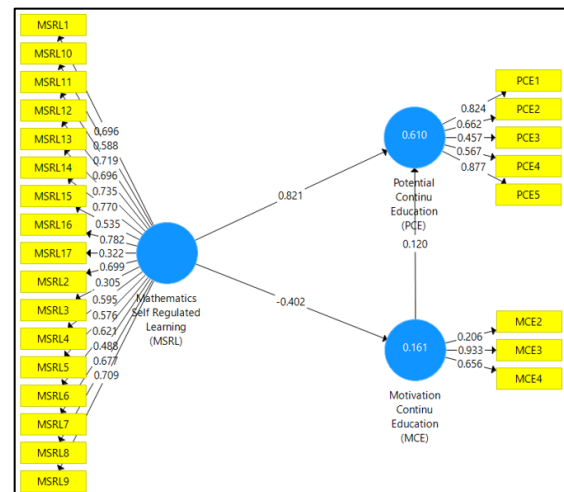 MSRL1
MSRL10
MSRL11
MSRL12
MSRL13
MSRL14
MSRL15
MSRL16
MSRL17
MSRL2
MSRL3
MSRL4
MSRL5
MSRL6
MSRL7
MSRL8
MSRL9
0.696
0.588
0.719
0.696
0.735
0.770
0.535
0.782
0.322
0.699
0.305
0.595
0.576
0.621
0.488
0.677
0.709
Mathematics
Self Regulated
Learning
(MSRL)
0.821
-0.402
0.610
Potential
Continu
Education
(PCE)
0.120
0.161
Motivation
Continu
Education
(MCE)
0.824
0.662
0.457
0.567
0.877
PCE1
PCE2
PCE3
PCE4
PCE5
0.206
0.933
0.656
MCE2
MCE3
MCE4